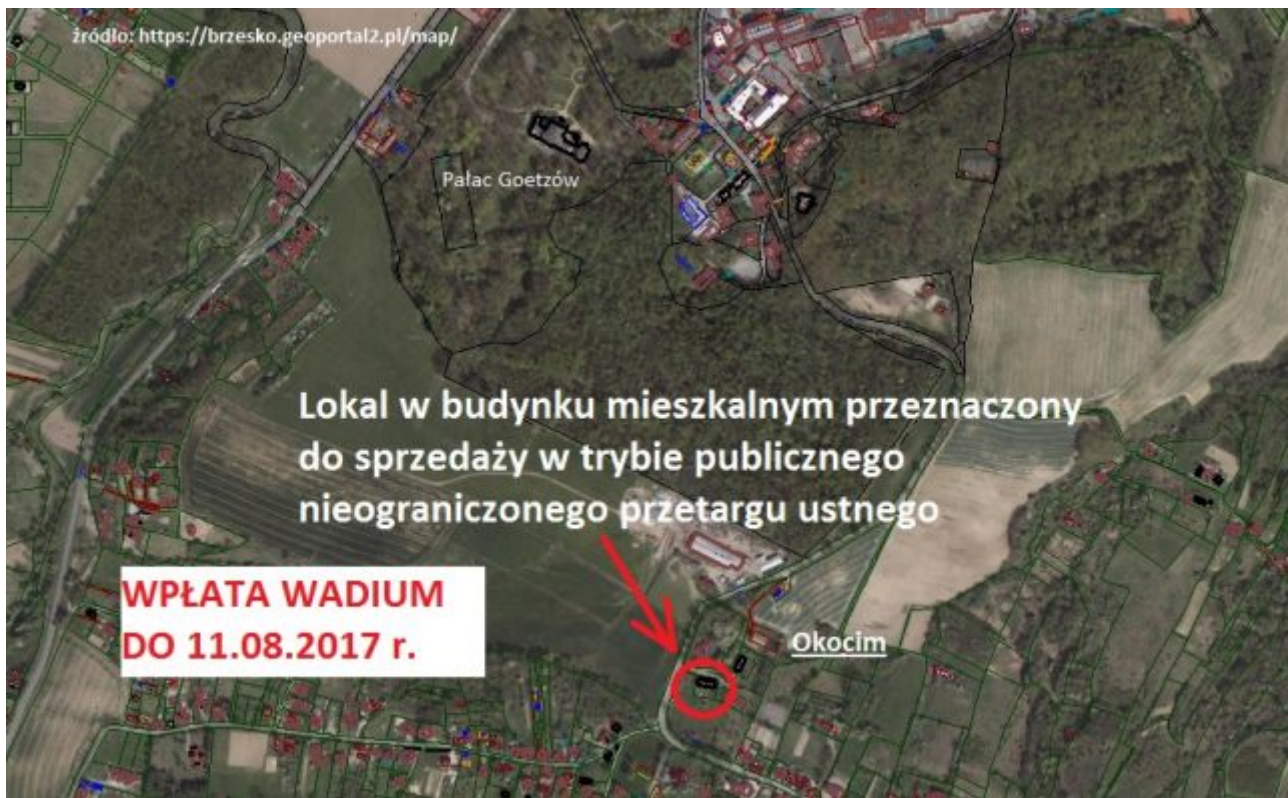 źródło: https://brzesko.geoportal2.pl/map/
Pałac Goetzów
Lokal w budynku mieszkalnym przeznaczony
do sprzedaży w trybie publicznego
nieograniczonego przetargu ustnego
WPŁATA WADIUM
DO 11.08.2017 r.
Okocim